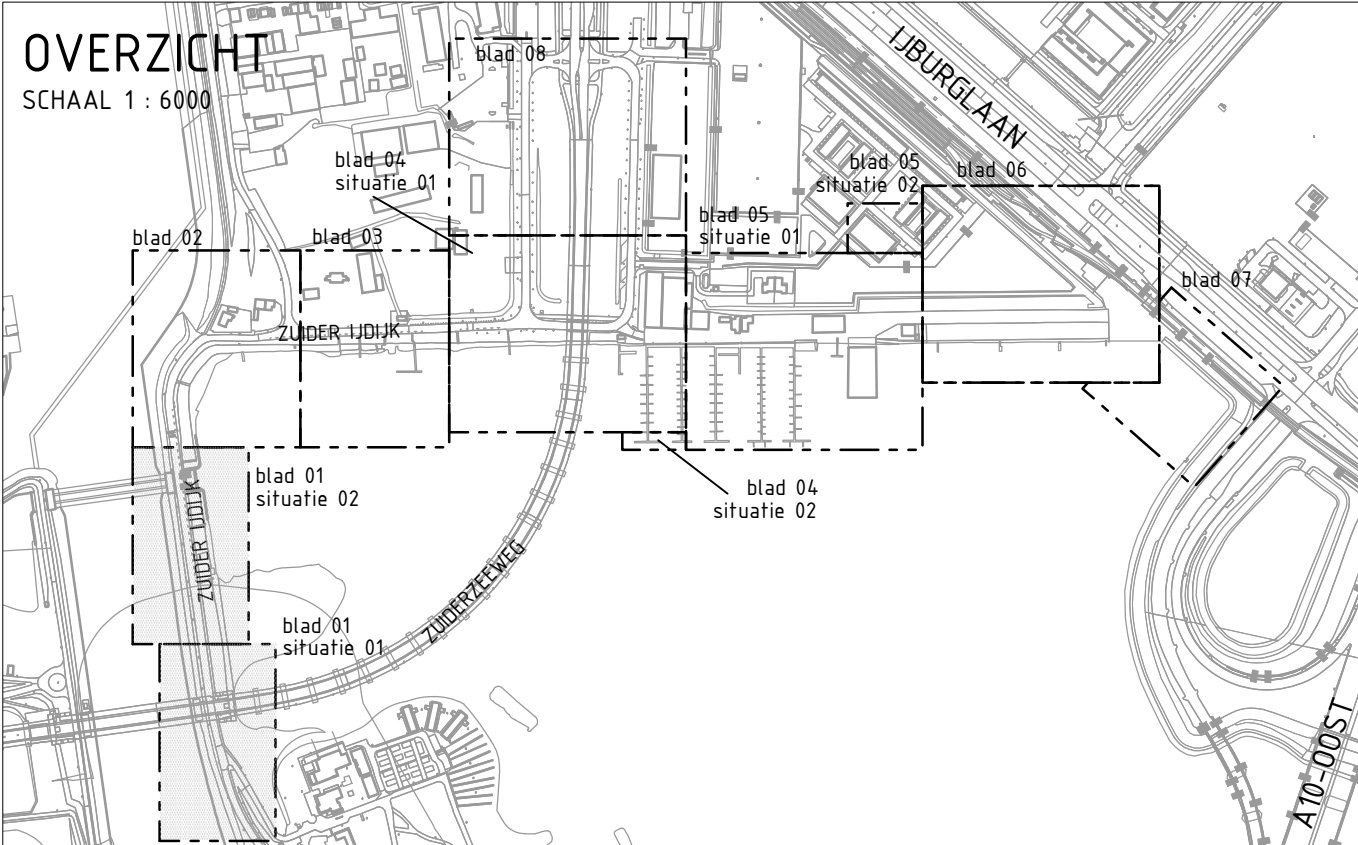 OVERZICHT
SCHAAL 1 : 6000
blad 08
IJBURGLAAN
blad 04
situatie 01
blad 05
situatie 02
blad 06
blad 05
situatie 01
blad 02
blad 03
blad 07
ZUIDER IJDIJK
blad 01
situatie 02
ZUIDER IJDIJK
blad 04
situatie 02
ZUIDERZEEWEG
blad 01
situatie 01
A10-OOST